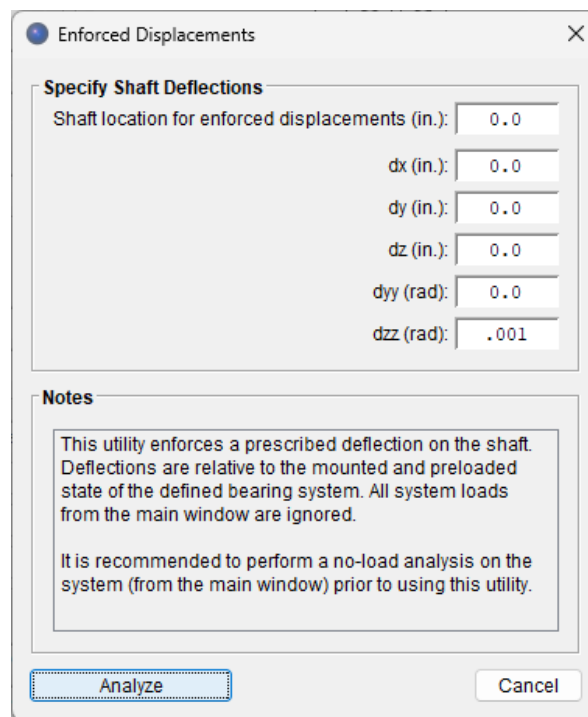 Enforced Displacements
Specify Shaft Deflections
Shaft location for enforced displacements (in.): 0.0
dx (in.): 0.0
dy (in.): 0.0
dz (in.): 0.0
dyy (rad): 0.0
dzz (rad): .001
Notes
This utility enforces a prescribed deflection on the shaft.
Deflections are relative to the mounted and preloaded
state of the defined bearing system. All system loads
from the main window are ignored.
It is recommended to perform a no-load analysis on the
system (from the main window) prior to using this utility.
Analyze
Cancel